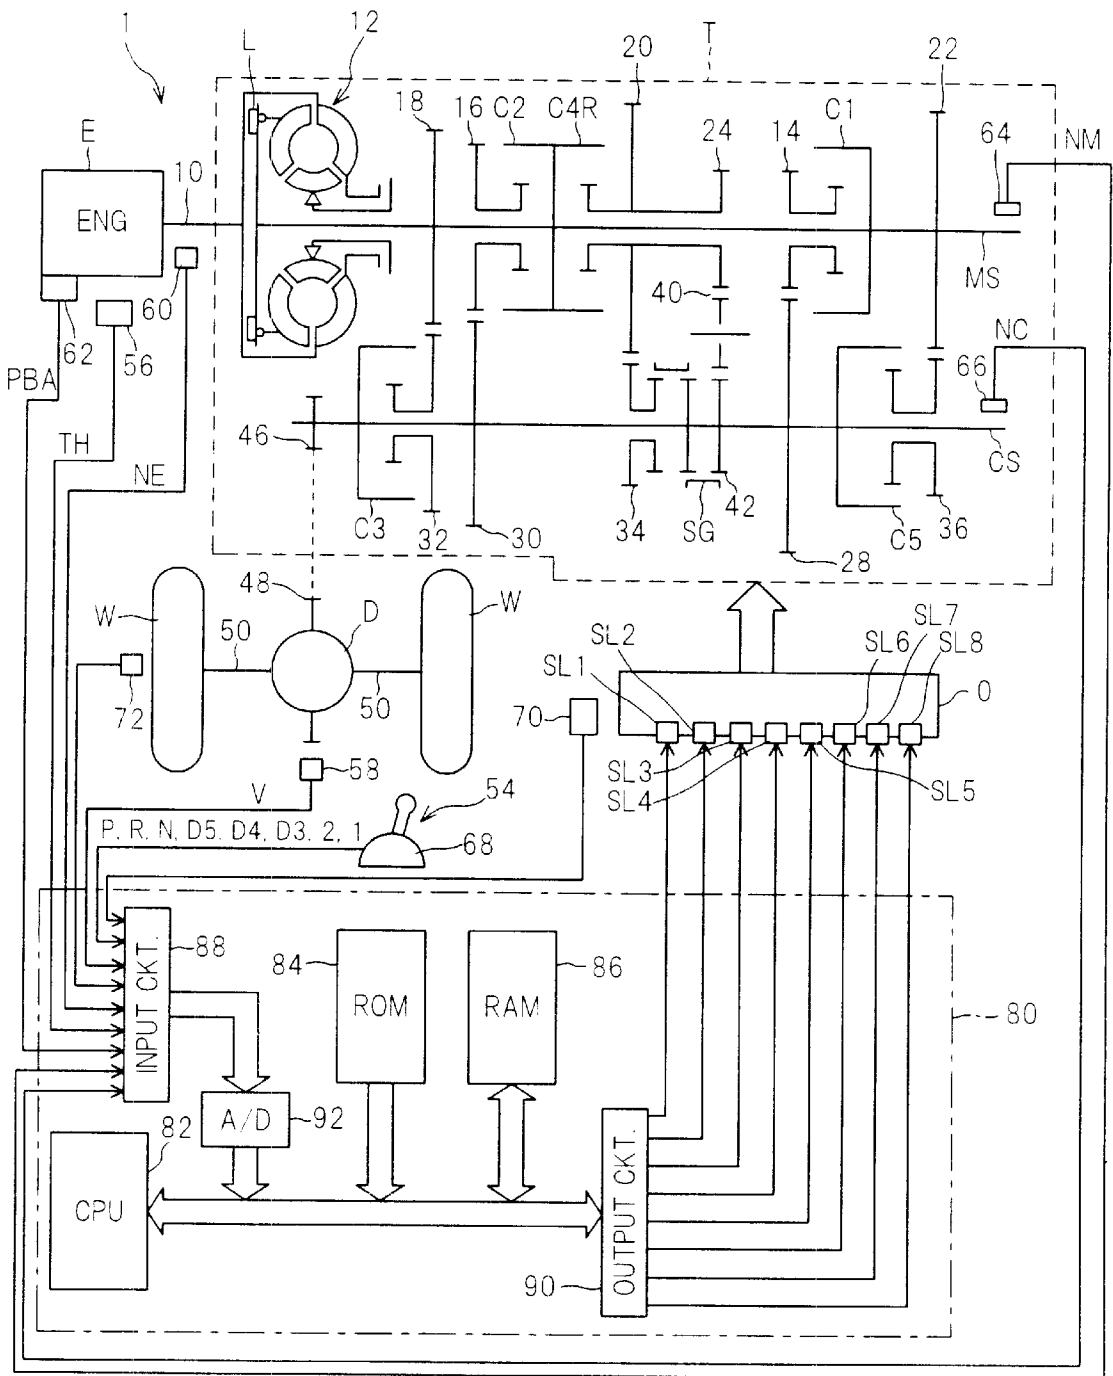 1
L
12
20
T
22
18
16
C2
C4R
24
14
C1
64
NM
E
10
ENG
MS
60
62
56
40
NC
PBA
66
TH
46
NE
CS
C3
32
30
34
SG
42
28
C5
36
48
W
D
W
50
50
72
SL2
SL1
SL7
SL6
SL8
O
70
58
SL3
SL4
SL5
V
54
P, R, N, D5, D4, D3, 2, 1
68
INPUT CKT.
88
84
ROM
86
RAM
80
A/D
92
82
CPU
OUTPUT CKT.
90